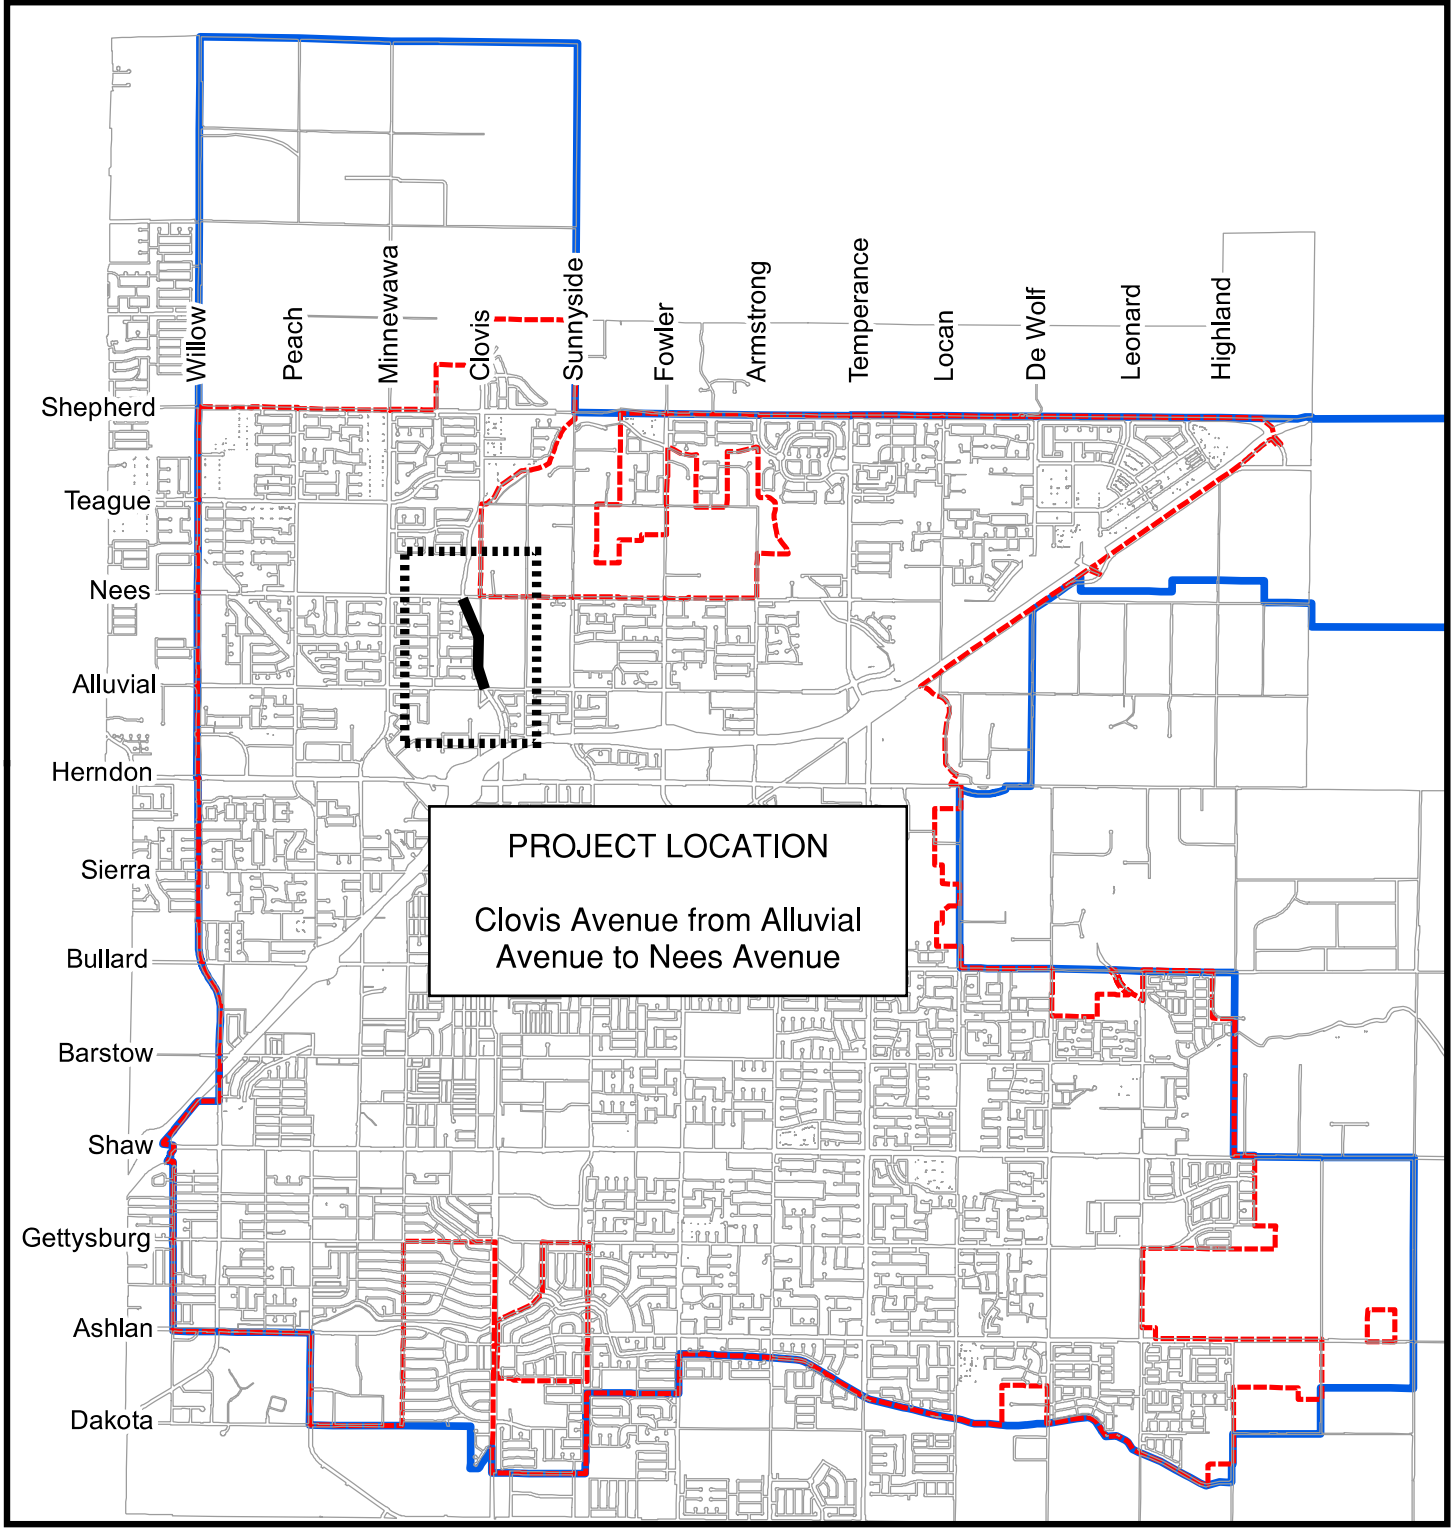 Willow
Peach
Minnewawa
Clovis
Sunnyside
Fowler
Armstrong
Temperance
Locan
De Wolf
Leonard
Highland
Shepherd
Teague
Nees
Alluvial
Herndon
Sierra
Bullard
Barstow
Shaw
Gettysburg
Ashlan
Dakota
PROJECT LOCATION
Clovis Avenue from Alluvial
Avenue to Nees Avenue